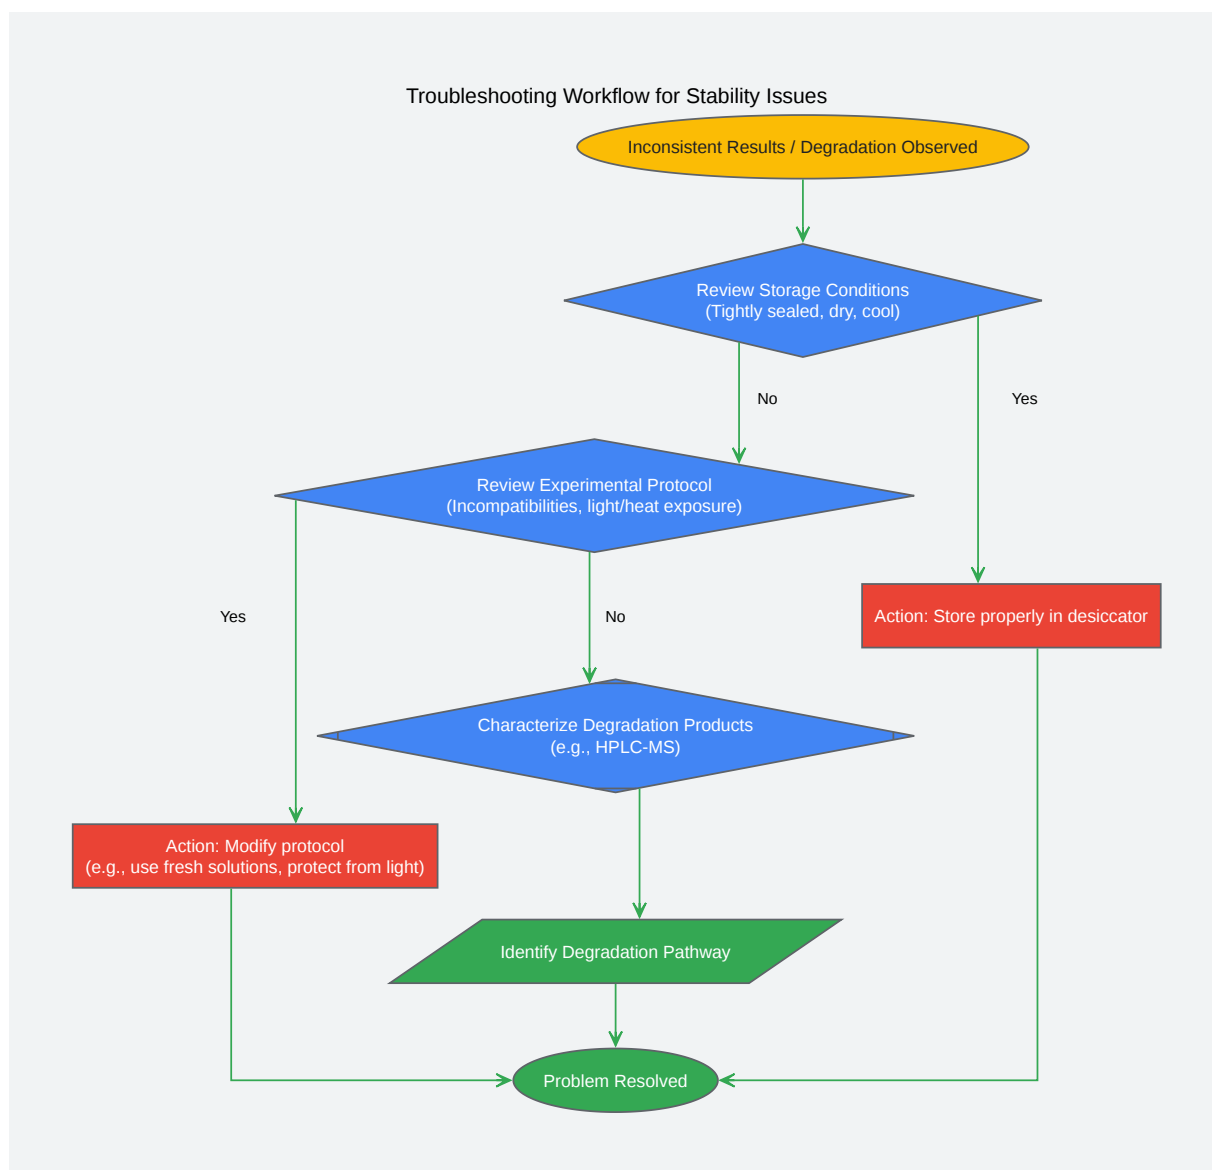 Troubleshooting Workflow for Stability Issues
Inconsistent Results / Degradation Observed
Review Storage Conditions
(Tightly sealed, dry, cool)
No
Yes
Review Experimental Protocol
(Incompatibilities, light/heat exposure)
Yes
No
Action: Store properly in desiccator
Characterize Degradation Products
(e.g., HPLC-MS)
Action: Modify protocol
(e.g., use fresh solutions, protect from light)
Identify Degradation Pathway
Problem Resolved